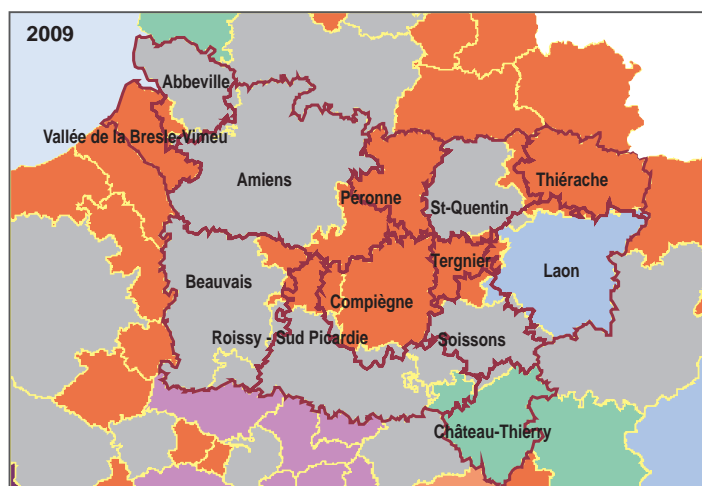 2009
Abbeville
Vallée de la Bresle-Vimeu
Amiens
Thiérache
Péronne
St-Quentin
Tergnier
Laon
Beauvais
Compiègne
Roissy - Sud Picardie
Soissons
Château-Thierry